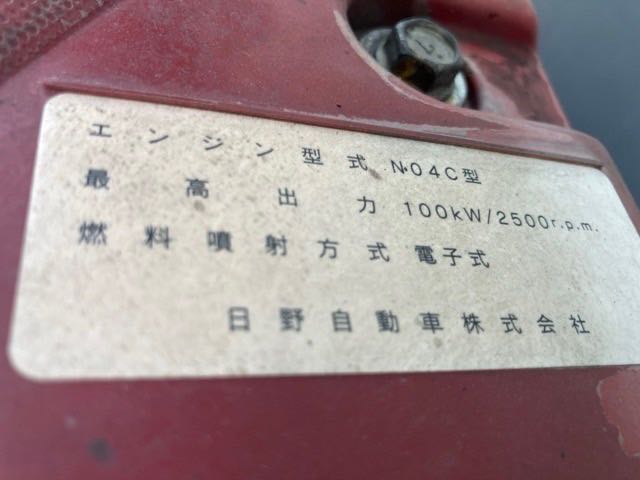 エンジン型式 N04C型
最高出力 100kW/2500r.p.m.
燃料噴射方式 電子式
日野自動車株式会社